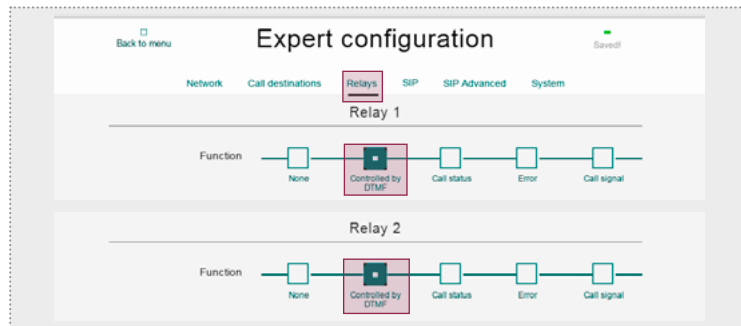 Expert configuration
Back to menu
Saved!
Network Call destinations Relays SIP SIP Advanced System
Relay 1
Function
None Controlled by DTMF Call status Error Call signal
Relay 2
Function
None Controlled by DTMF Call status Error Call signal